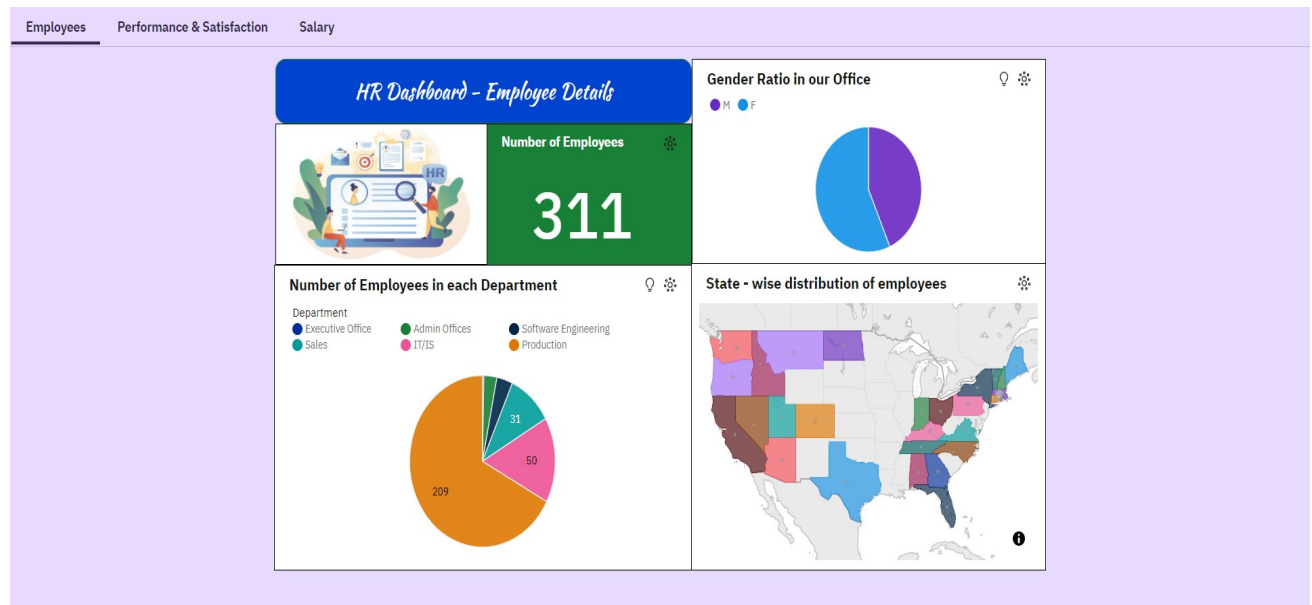 Employees Performance & Satisfaction Salary
HR Dashboard - Employee Details
HR
Number of Employees
311
Gender Ratio in our Office
M F
Number of Employees in each Department
Department
Executive Office Admin Offices Software Engineering
Sales IT/IS Production
31
50
209
State - wise distribution of employees
i